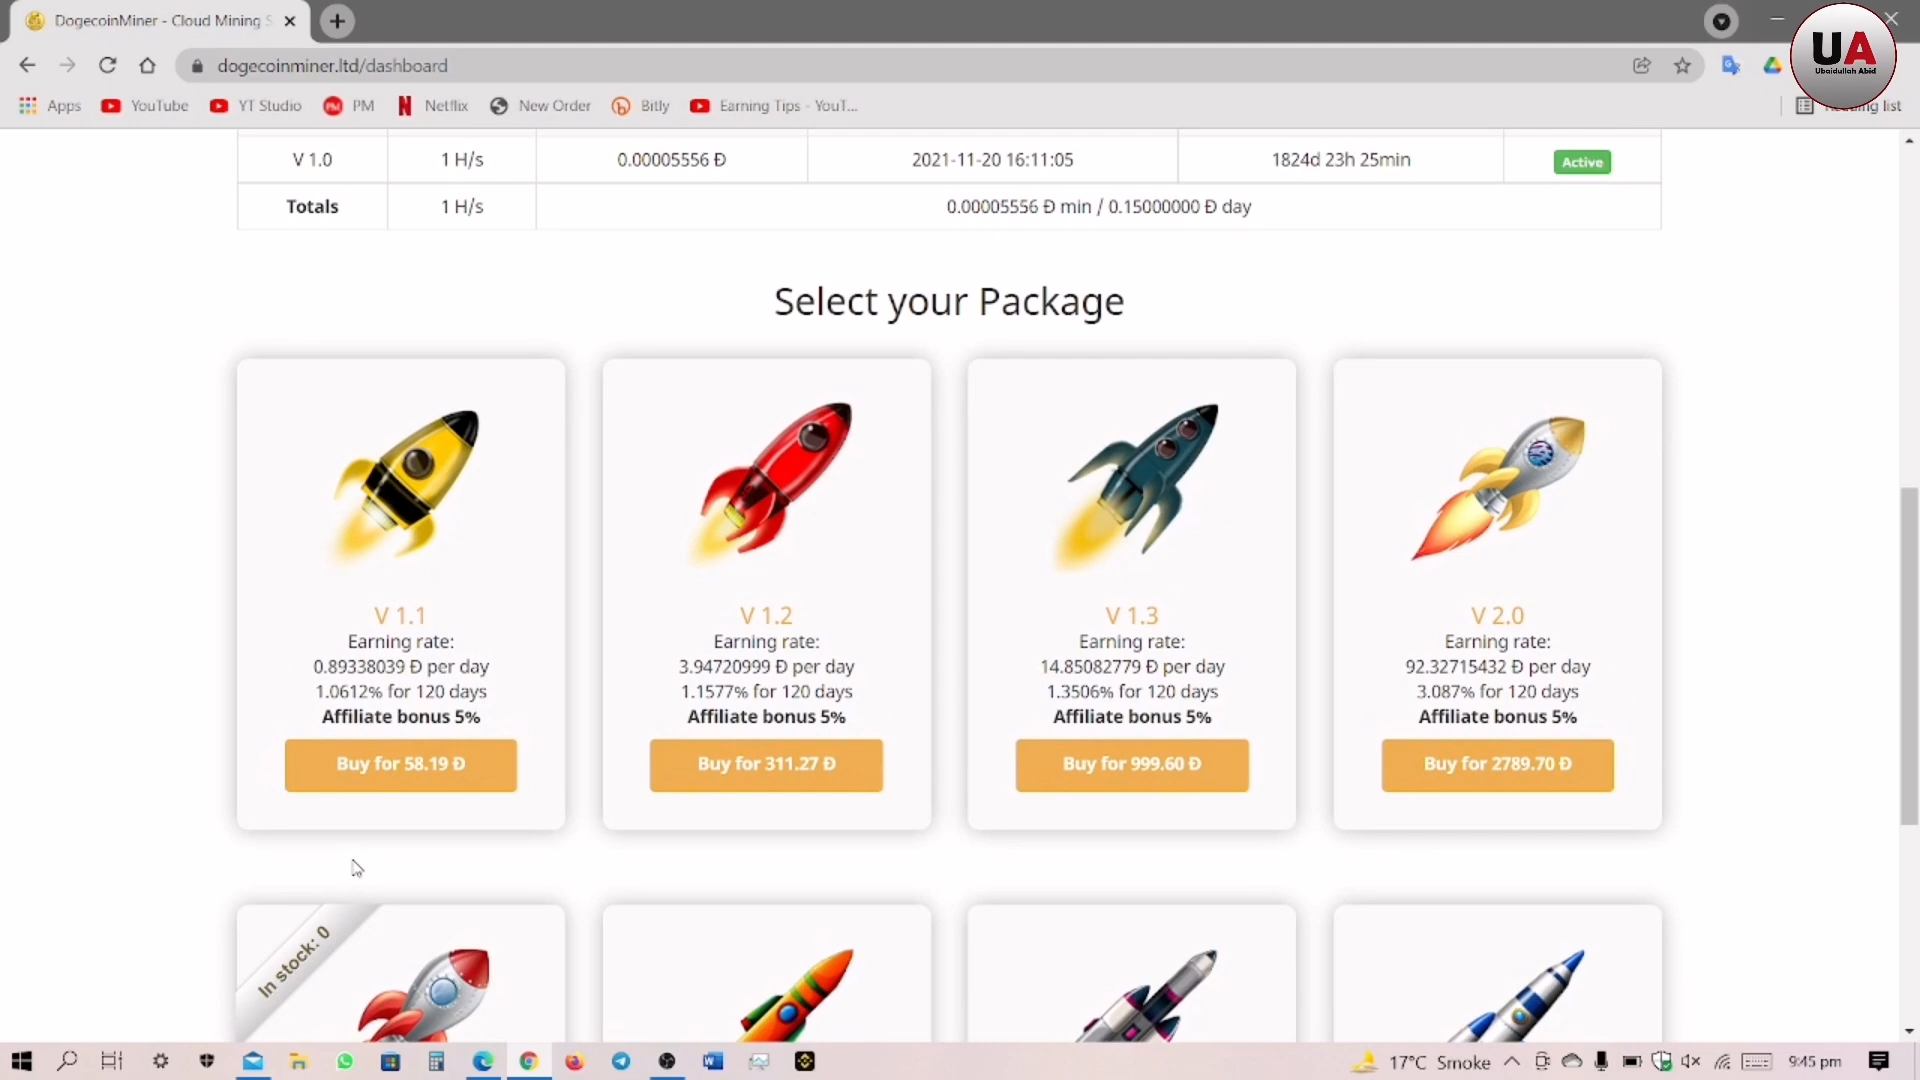 DogecoinMiner - Cloud Mining S
dogecoinminer.ltd/dashboard
UA
Ubaidullah Abid
Apps
YouTube
YT Studio
PM
PM
Netflix
New Order
Bitly
Earning Tips - YouT...
V 1.0
1 H/s
0.00005556 Ð
2021-11-20 16:11:05
1824d 23h 25min
Active
Totals
1 H/s
0.00005556 Ð min / 0.15000000 Ð day
Select your Package
V 1.1
Earning rate:
0.89338039 Ð per day
1.0612% for 120 days
Affiliate bonus 5%
Buy for 58.19 Ð
V 1.2
Earning rate:
3.94720999 Ð per day
1.1577% for 120 days
Affiliate bonus 5%
Buy for 311.27 Ð
V 1.3
Earning rate:
14.85082779 Ð per day
1.3506% for 120 days
Affiliate bonus 5%
Buy for 999.60 Ð
V 2.0
Earning rate:
92.32715432 Ð per day
3.087% for 120 days
Affiliate bonus 5%
Buy for 2789.70 Ð
In stock: 0
17°C Smoke
9:45 pm